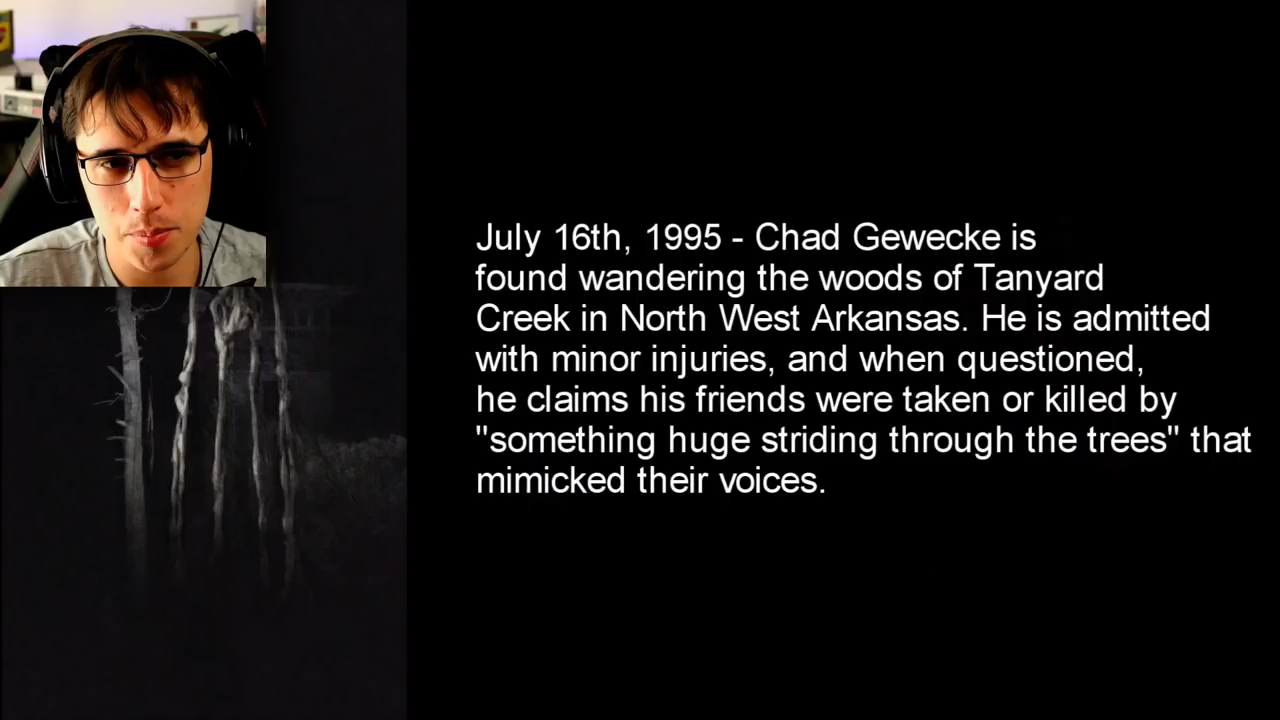 July 16th, 1995 - Chad Gewecke is
found wandering the woods of Tanyard
Creek in North West Arkansas. He is admitted
with minor injuries, and when questioned,
he claims his friends were taken or killed by
"something huge striding through the trees" that
mimicked their voices.